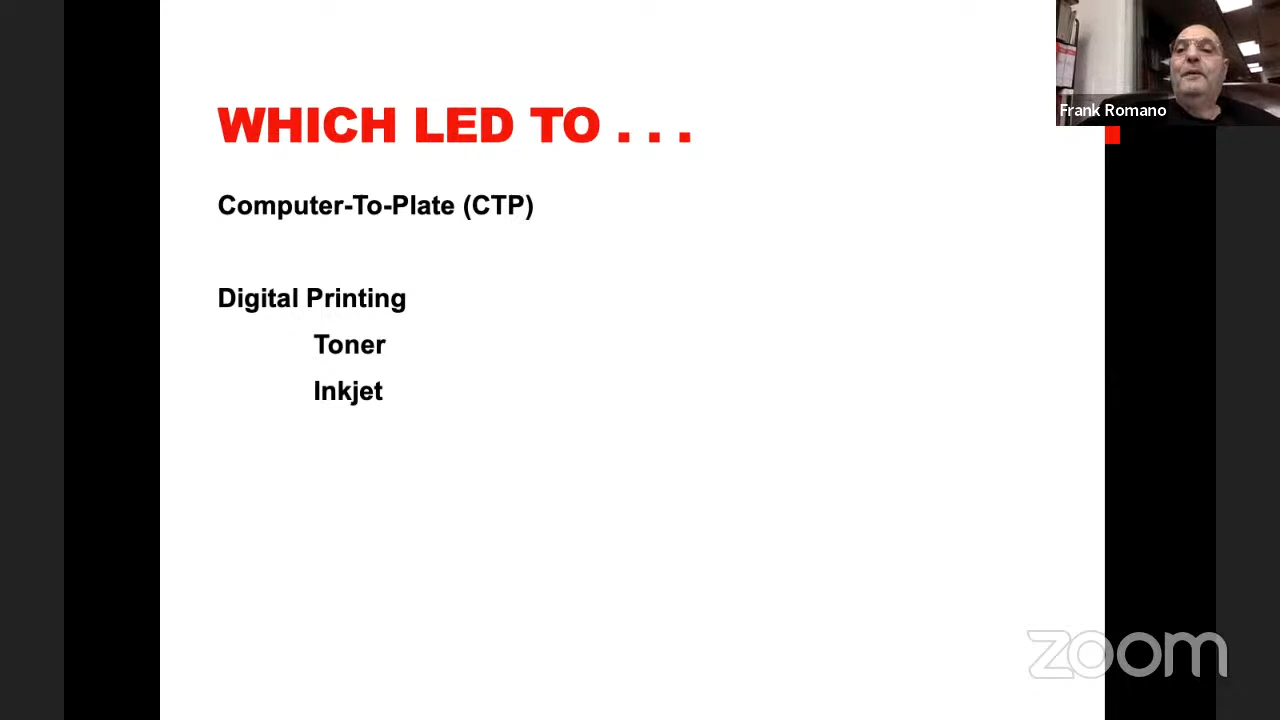 WHICH LED TO . . .
Computer-To-Plate (CTP)
Digital Printing
Toner
Inkjet
Frank Romano
zoom